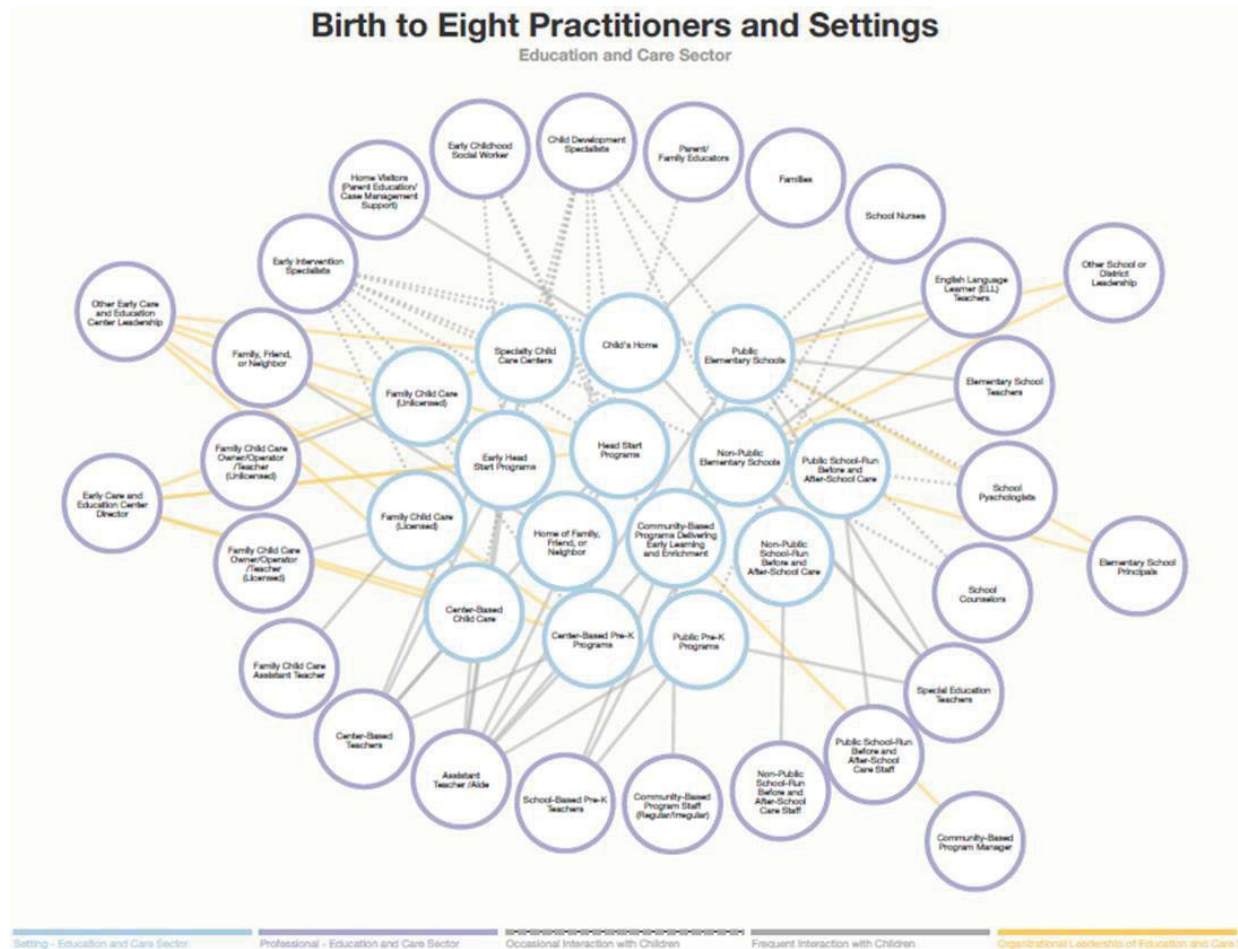 Birth to Eight Practitioners and Settings
Education and Care Sector
Early Childhood
Social Worker
Child Development
Specialists
Parent/
Family Educators
Families
Home Visitors
(Parent Education/
Case Management
Support)
School Nurses
Early Intervention
Specialists
English Language
Learner (ELL)
Teachers
Other School or
District
Leadership
Other Early Care
and Education
Center Leadership
Family, Friend,
or Neighbor
Specialty Child
Care Centers
Child's Home
Public
Elementary Schools
Elementary School
Teachers
Family Child Care
(Unlicensed)
Family Child Care
Owner/Operator
/Teacher
(Unlicensed)
Early Head
Start Programs
Head Start
Programs
Non-Public
Elementary Schools
Public School-Run
Before and
After-School Care
School
Pyschologists
Early Care and
Education Center
Director
Family Child Care
(Licensed)
Home of Family,
Friend, or
Neighbor
Community-Based
Programs Delivering
Early Learning
and Enrichment
Non-Public
School-Run
Before and
After-School Care
Elementary School
Principals
Family Child Care
Owner/Operator
/Teacher
(Licensed)
School
Counselors
Center-Based
Child Care
Center-Based Pre-K
Programs
Public Pre-K
Programs
Family Child Care
Assistant Teacher
Special Education
Teachers
Center-Based
Teachers
Public School-Run
Before and
After-School
Care Staff
Assistant
Teacher /Aide
School-Based Pre-K
Teachers
Community-Based
Program Staff
(Regular/Irregular)
Non-Public
School-Run
Before and
After-School
Care Staff
Community-Based
Program Manager
Setting - Education and Care Sector
Professional - Education and Care Sector
Occasional Interaction with Children
Frequent Interaction with Children
Organizational Leadership of Education and Care